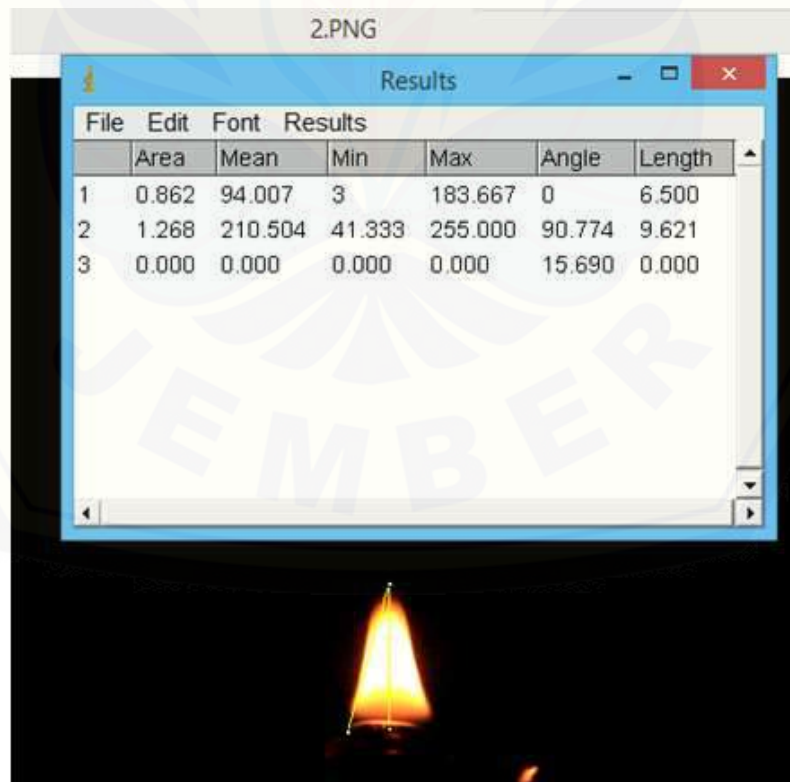 2.PNG
Results
File Edit Font Results
Area Mean Min Max Angle Length
1 0.862 94.007 3 183.667 0 6.500
2 1.268 210.504 41.333 255.000 90.774 9.621
3 0.000 0.000 0.000 0.000 15.690 0.000
JEMBER